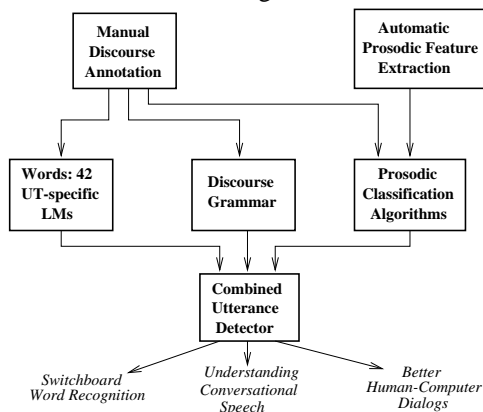 Manual
Discourse
Annotation
Automatic
Prosodic Feature
Extraction
Words: 42
UT-specific
LMs
Discourse
Grammar
Prosodic
Classification
Algorithms
Combined
Utterance
Detector
Switchboard
Word Recognition
Understanding
Conversational
Speech
Better
Human-Computer
Dialogs